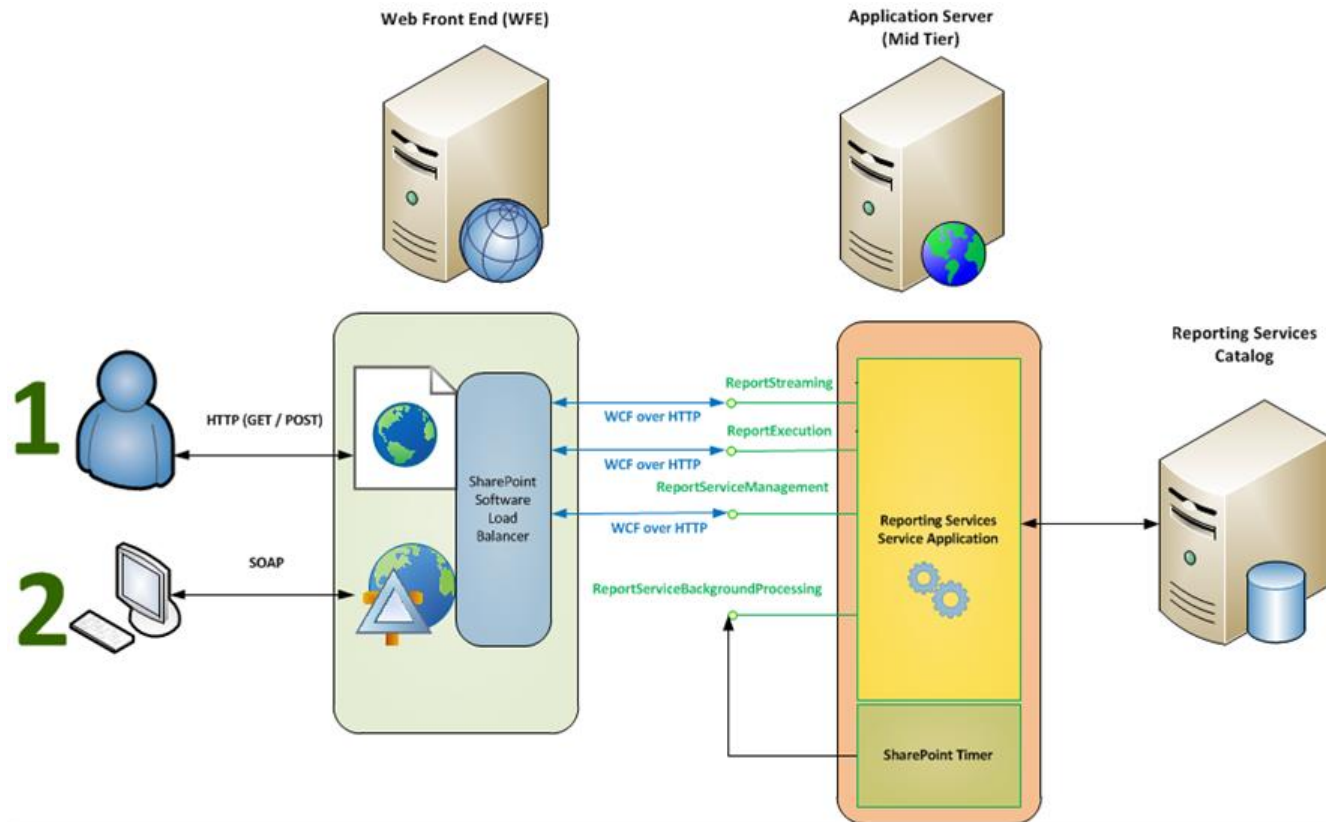 Web Front End (WFE)
Application Server
(Mid Tier)
Reporting Services
Catalog
1
HTTP (GET / POST)
2
SOAP
SharePoint
Software
Load
Balancer
ReportStreaming
WCF over HTTP
ReportExecution
WCF over HTTP
ReportServiceManagement
WCF over HTTP
ReportServiceBackgroundProcessing
Reporting Services
Service Application
SharePoint Timer